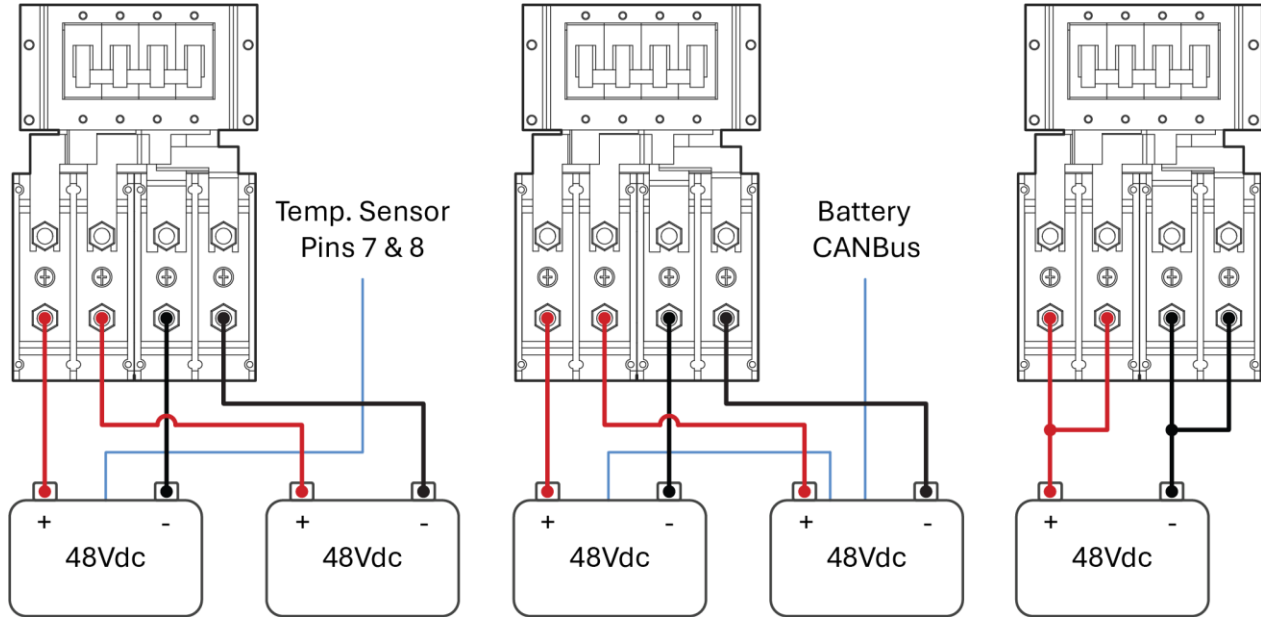 Temp. Sensor
Pins 7 & 8
Battery
CANBus
+ -
48Vdc
+ -
48Vdc
+ -
48Vdc
+ -
48Vdc
+ -
48Vdc